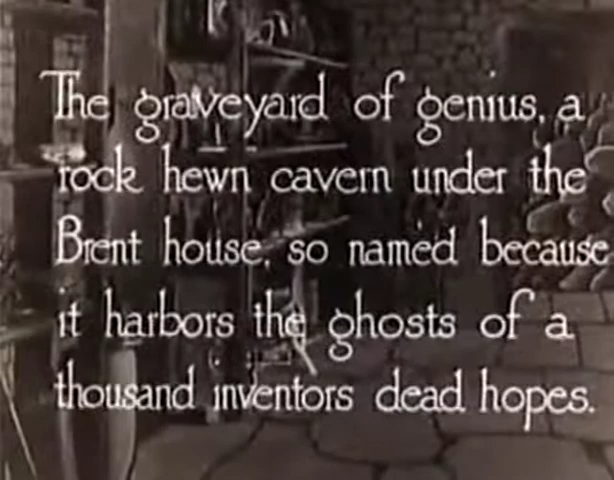 The graveyard of genius, a
rock hewn cavern under the
Brent house, so named because
it harbors the ghosts of a
thousand inventors dead hopes.